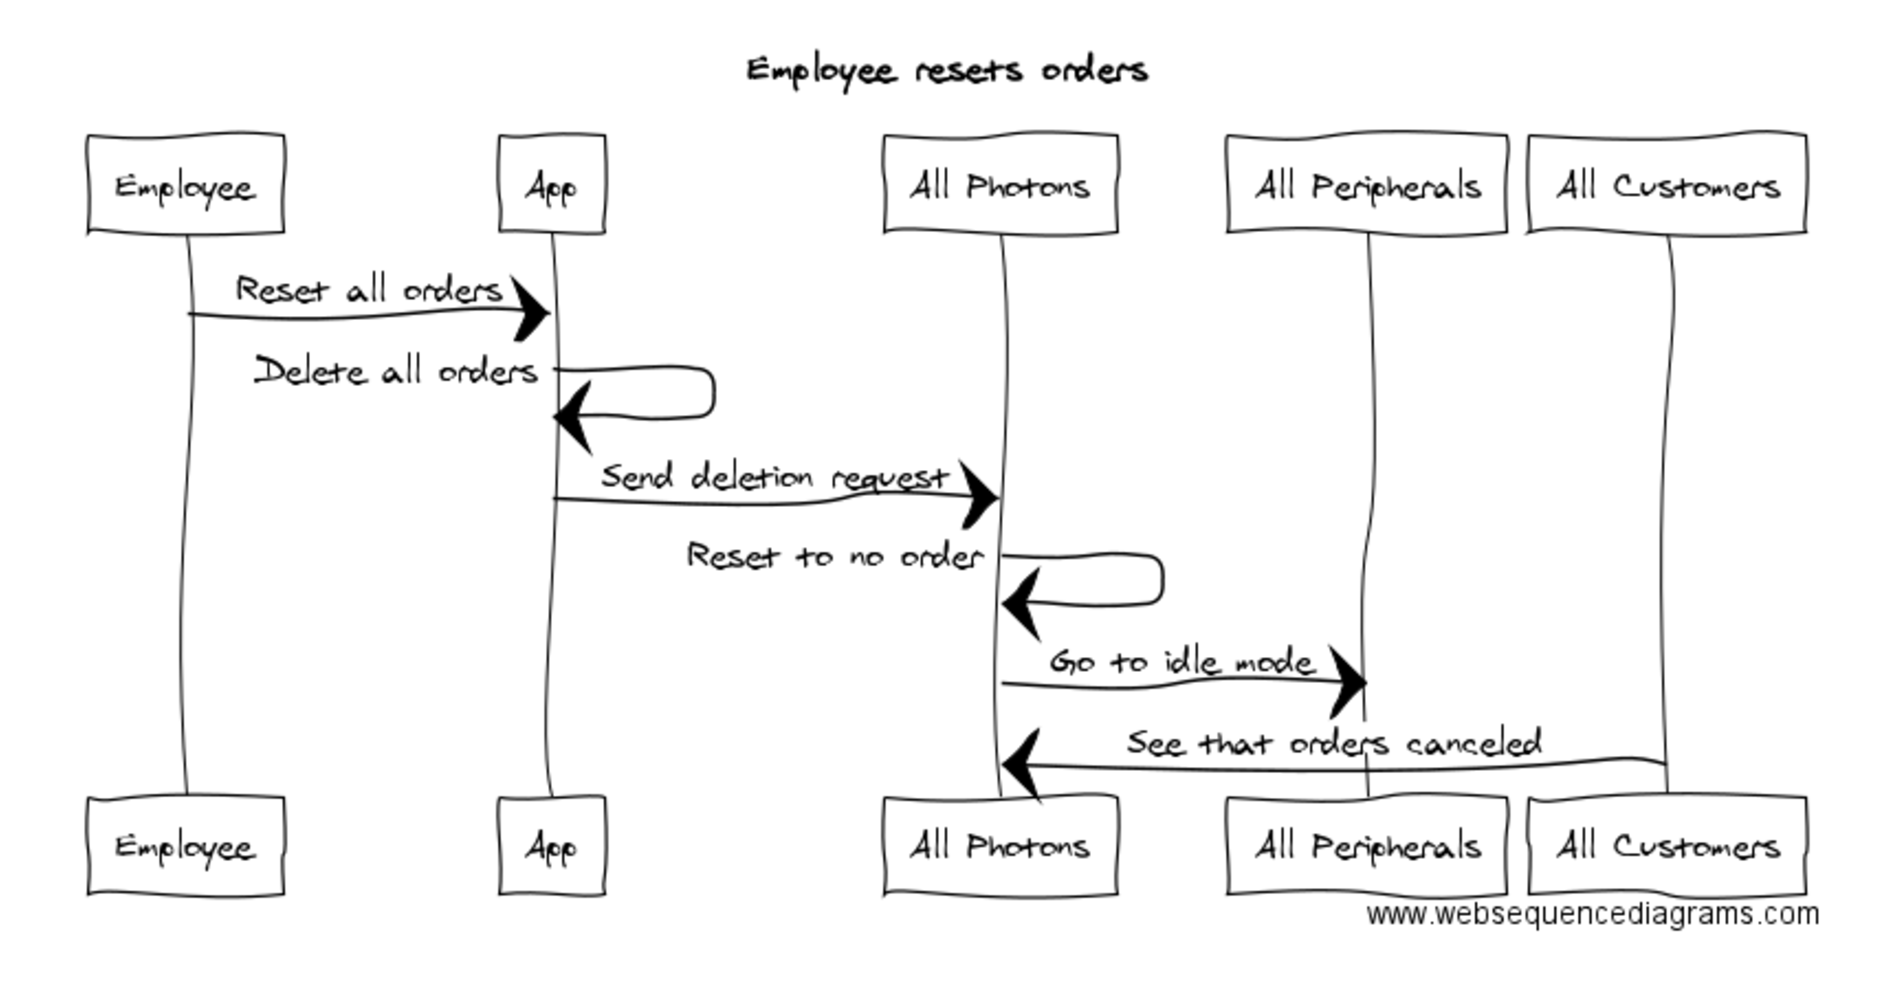 Employee resets orders
Employee
App
All Photons
All Peripherals
All Customers
Reset all orders
Delete all orders
Send deletion request
Reset to no order
Go to idle mode
See that orders canceled
Employee
App
All Photons
All Peripherals
All Customers
www.websequencediagrams.com